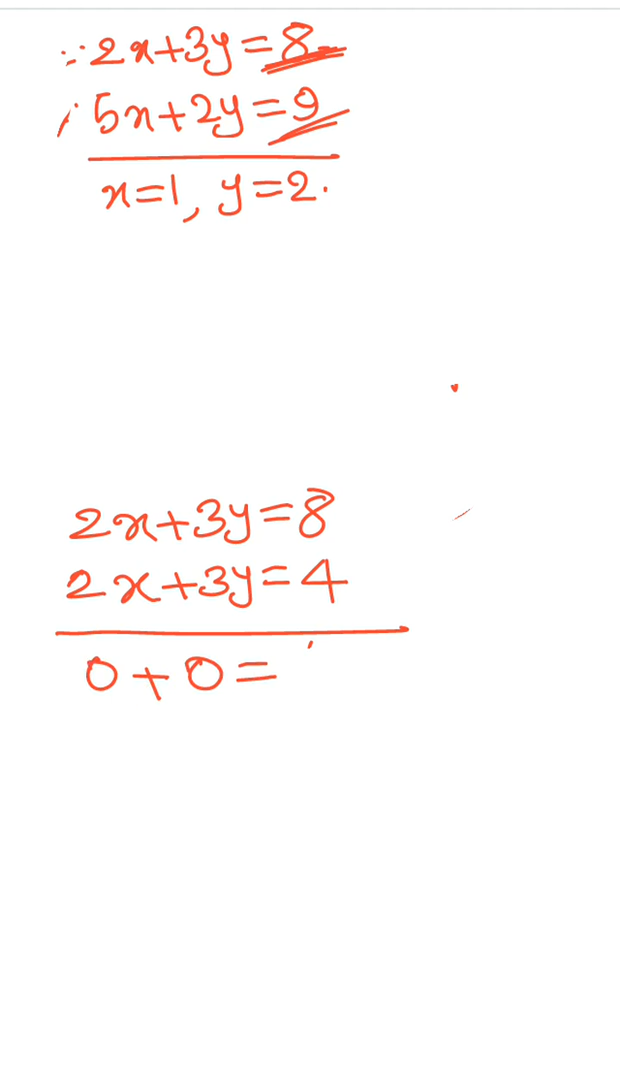 ∵ 2x+3y=8
, 5x+2y=9
x=1, y=2.
2x+3y=8
2x+3y=4
0+0=